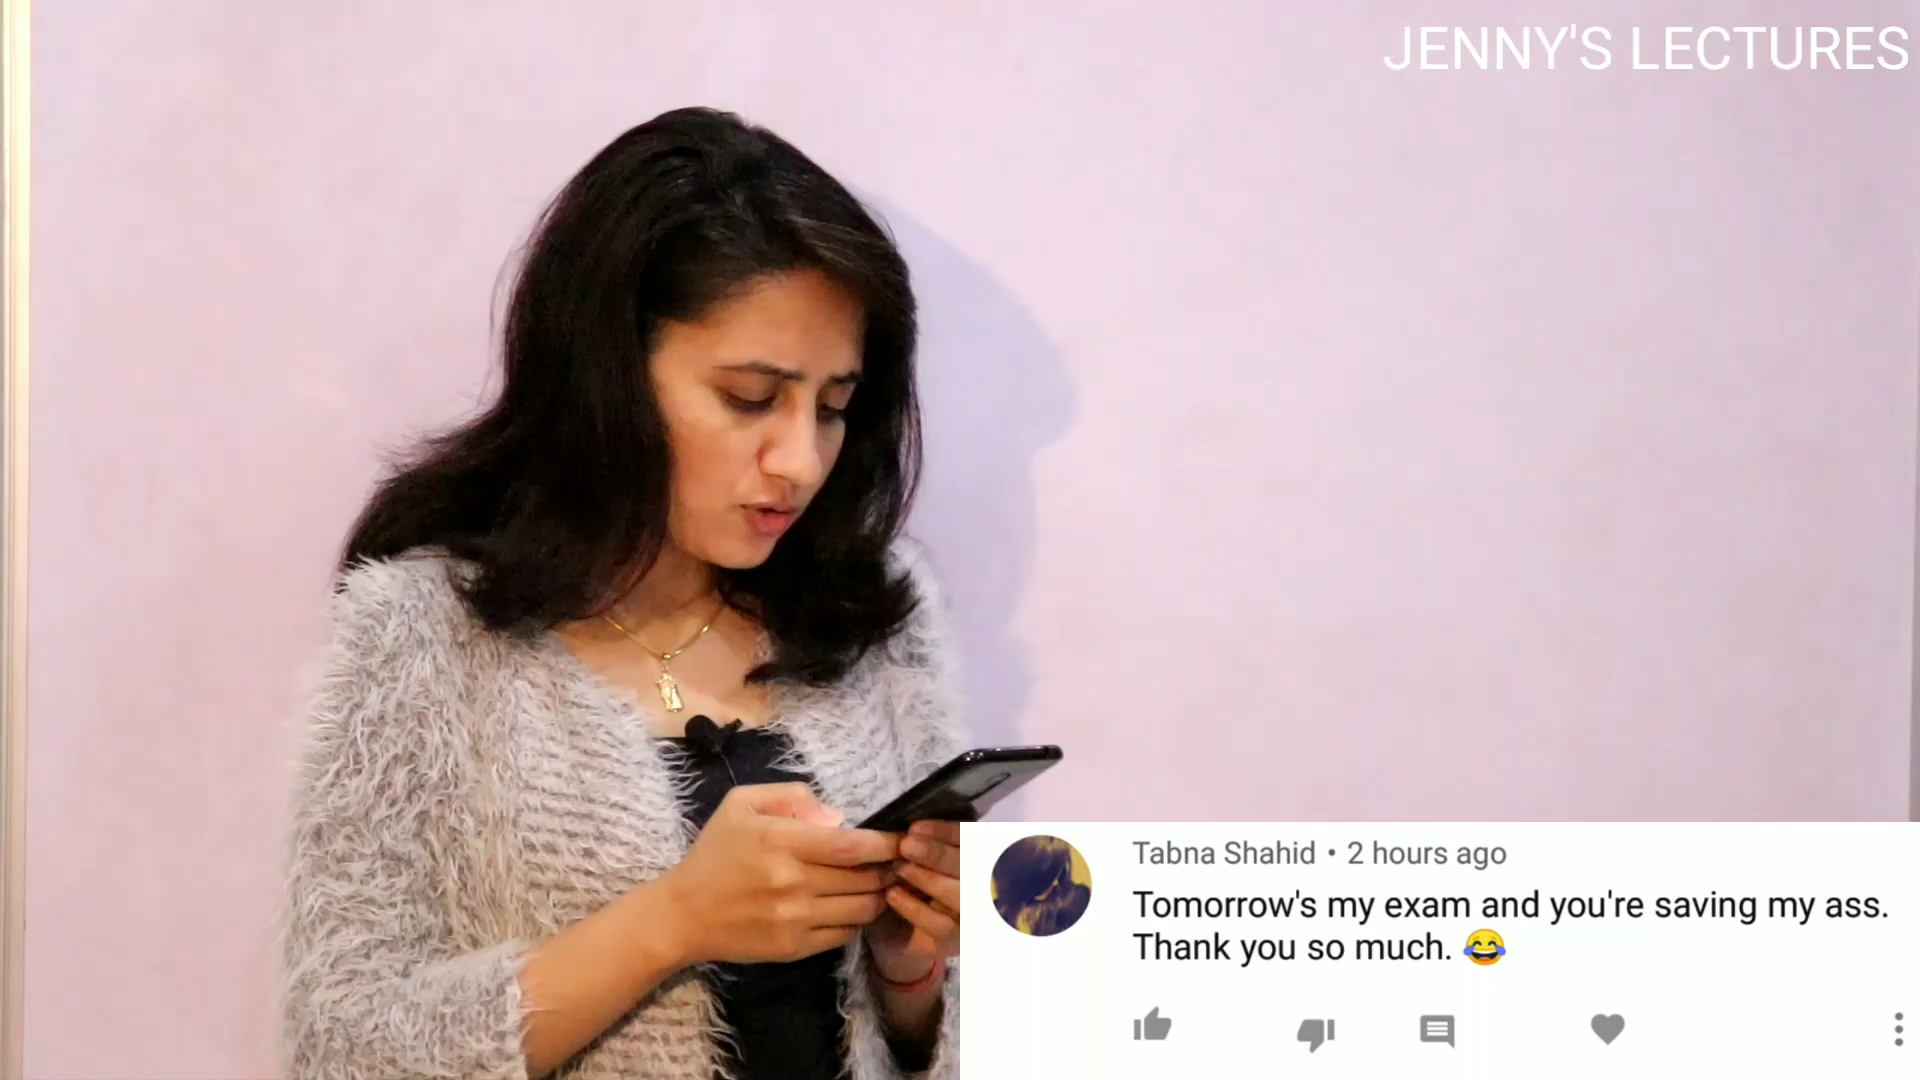 JENNY'S LECTURES
Tabna Shahid • 2 hours ago
Tomorrow's my exam and you're saving my ass.
Thank you so much. 😂